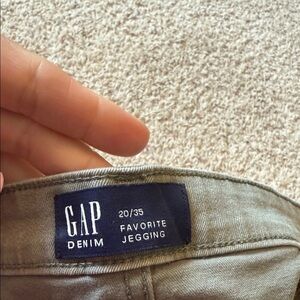 GAP
DENIM
20/35
FAVORITE
JEGGING